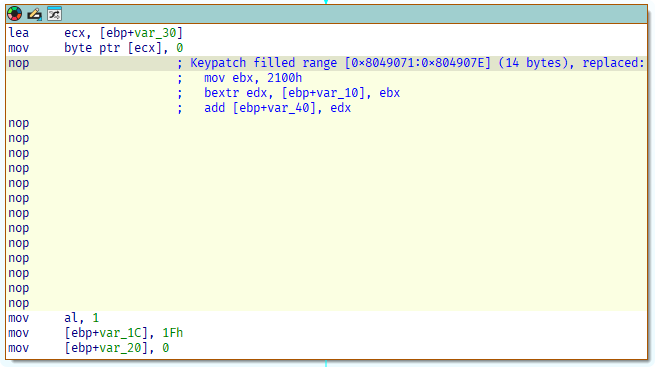 lea     ecx, [ebp+var_30]
mov     byte ptr [ecx], 0
nop                     ; Keypatch filled range [0x8049071:0x804907E] (14 bytes), replaced:
                        ;   mov ebx, 2100h
                        ;   bextr edx, [ebp+var_10], ebx
                        ;   add [ebp+var_40], edx
nop
nop
nop
nop
nop
nop
nop
nop
nop
nop
nop
nop
nop
mov     al, 1
mov     [ebp+var_1C], 1Fh
mov     [ebp+var_20], 0